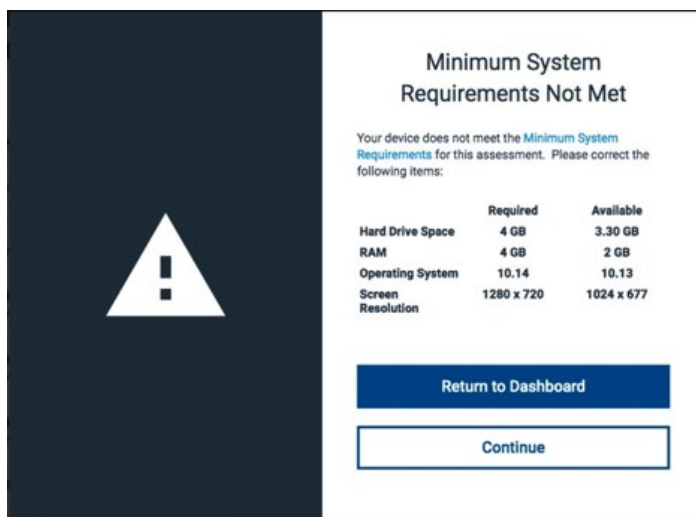 Minimum System
Requirements Not Met
Your device does not meet the Minimum System
Requirements for this assessment. Please correct the
following items:
Required Available
Hard Drive Space 4 GB 3.30 GB
RAM 4 GB 2 GB
Operating System 10.14 10.13
Screen 1280 x 720 1024 x 677
Resolution
Return to Dashboard
Continue